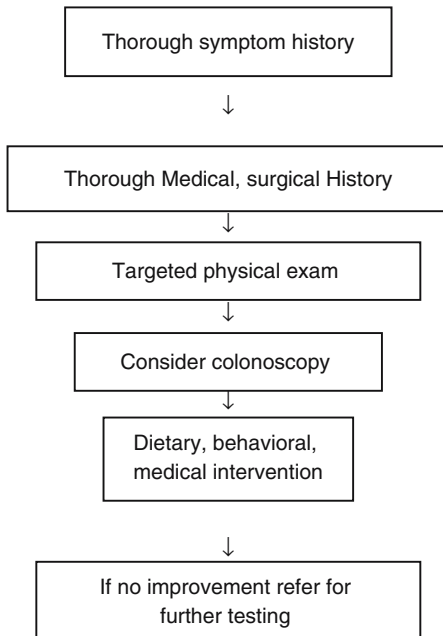 Thorough symptom history
↓
Thorough Medical, surgical History
↓
Targeted physical exam
↓
Consider colonoscopy
↓
Dietary, behavioral,
medical intervention
↓
If no improvement refer for
further testing